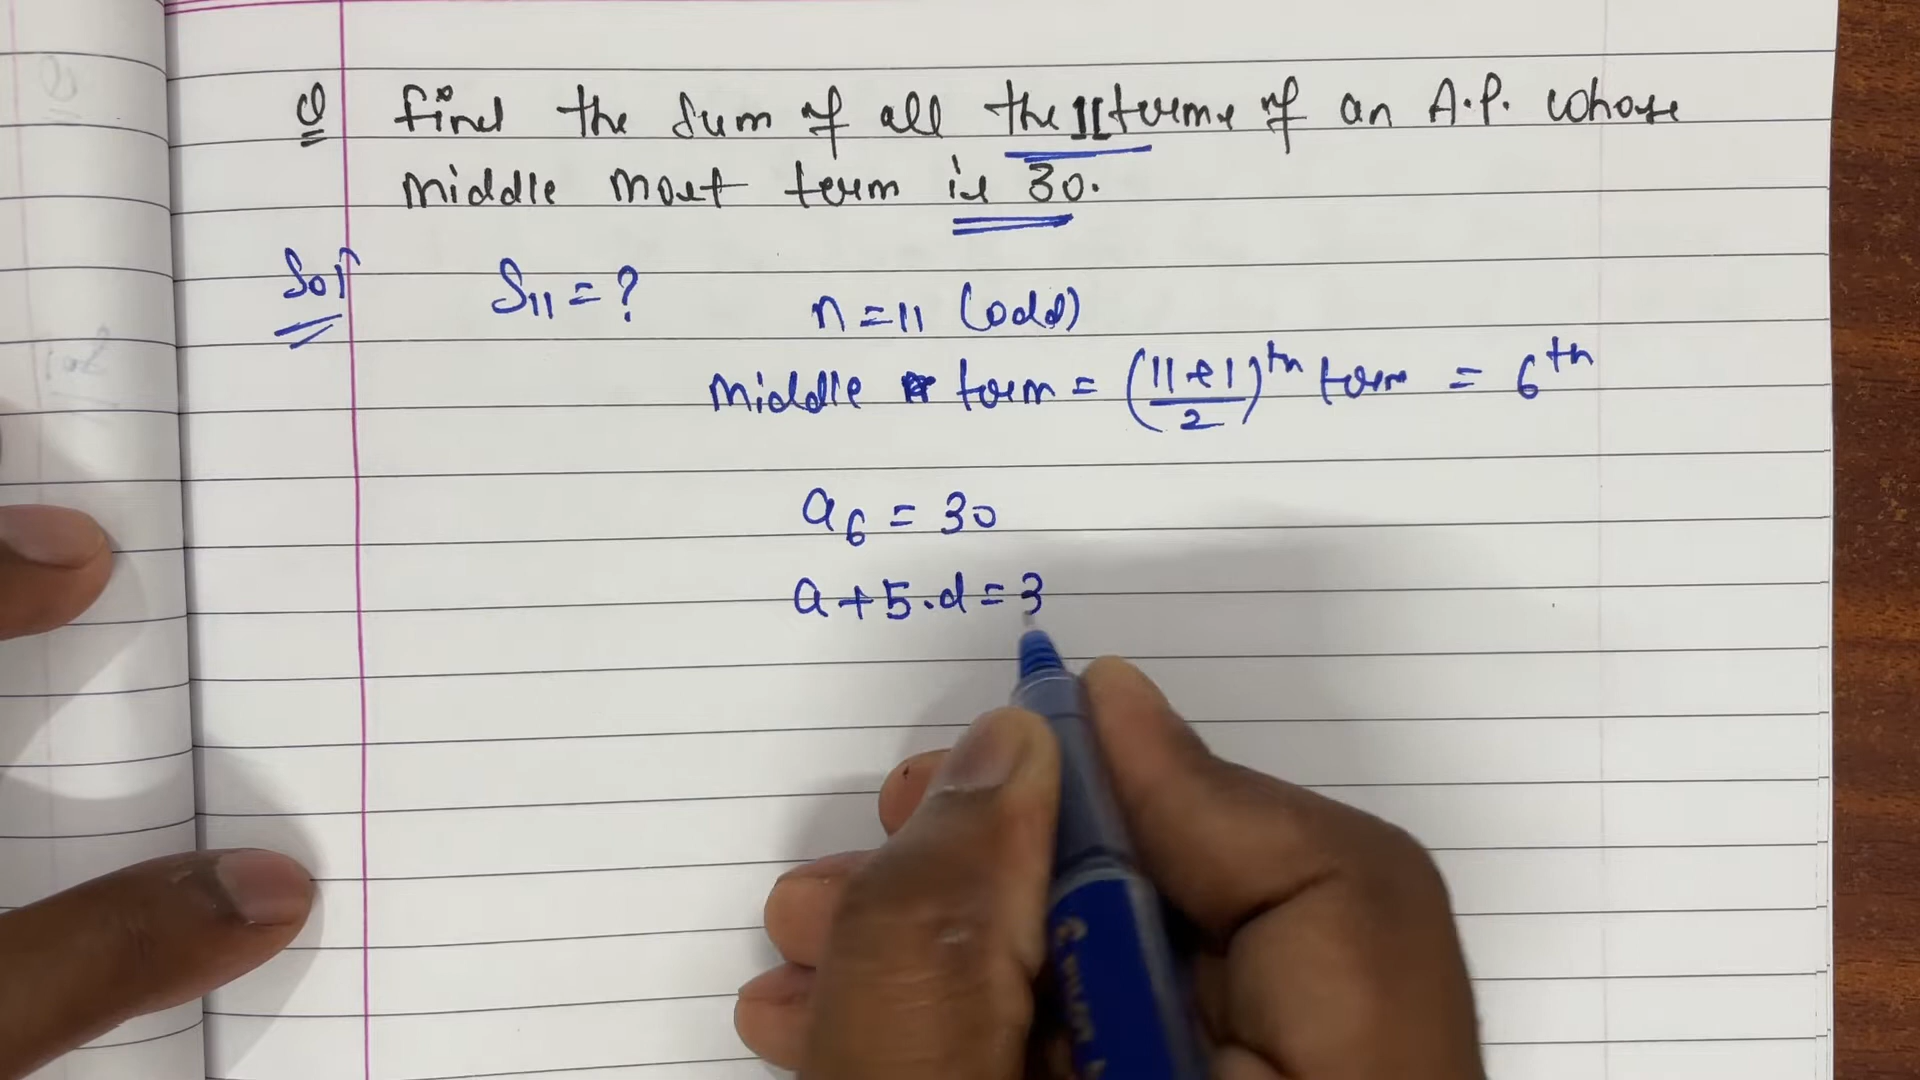 Q find the sum of all the 11 terms of an A.P. whose
middle most term is 30.
Sol S₁₁ = ? n = 11 (odd)
Middle term = ((11+1)/2)th term = 6th
a₆ = 30
a + 5.d = 3